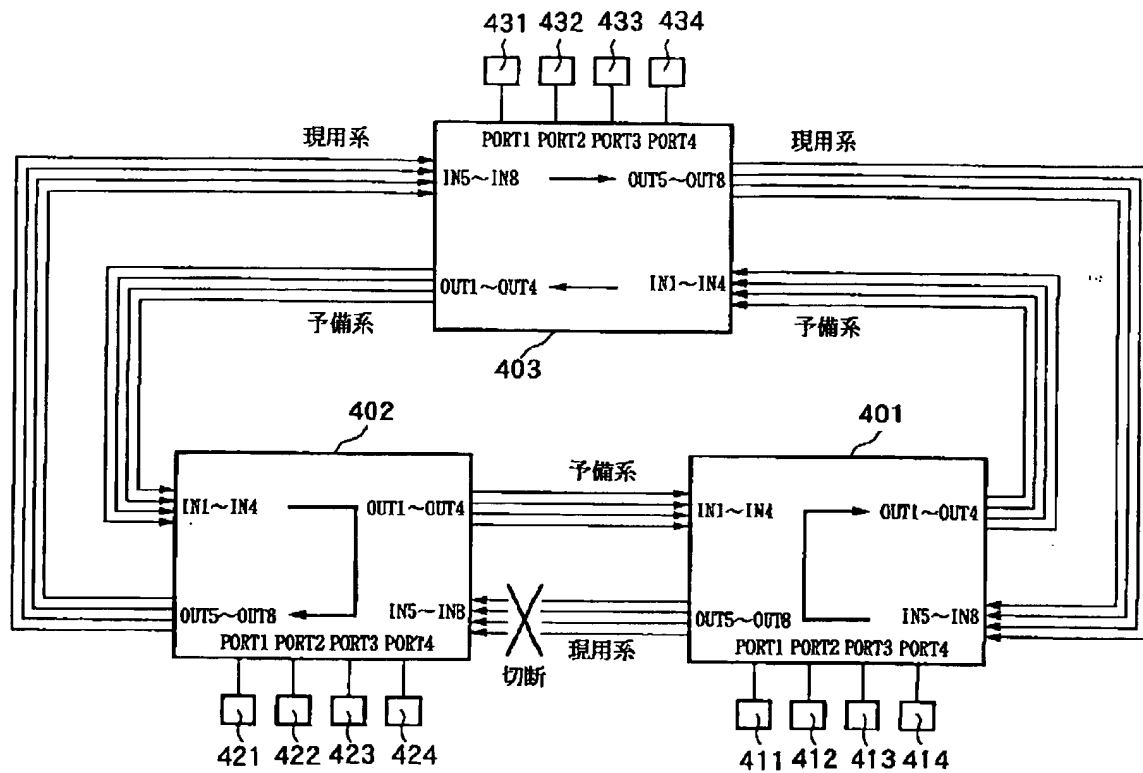 431 432 433 434
現用系
PORT1 PORT2 PORT3 PORT4
現用系
IN5～IN8
OUT5～OUT8
OUT1～OUT4
IN1～IN4
予備系
予備系
403
402
401
予備系
IN1～IN4
OUT1～OUT4
IN1～IN4
OUT1～OUT4
OUT5～OUT8
IN5～IN8
OUT5～OUT8
IN5～IN8
PORT1 PORT2 PORT3 PORT4
切断
現用系
PORT1 PORT2 PORT3 PORT4
421 422 423 424
411 412 413 414